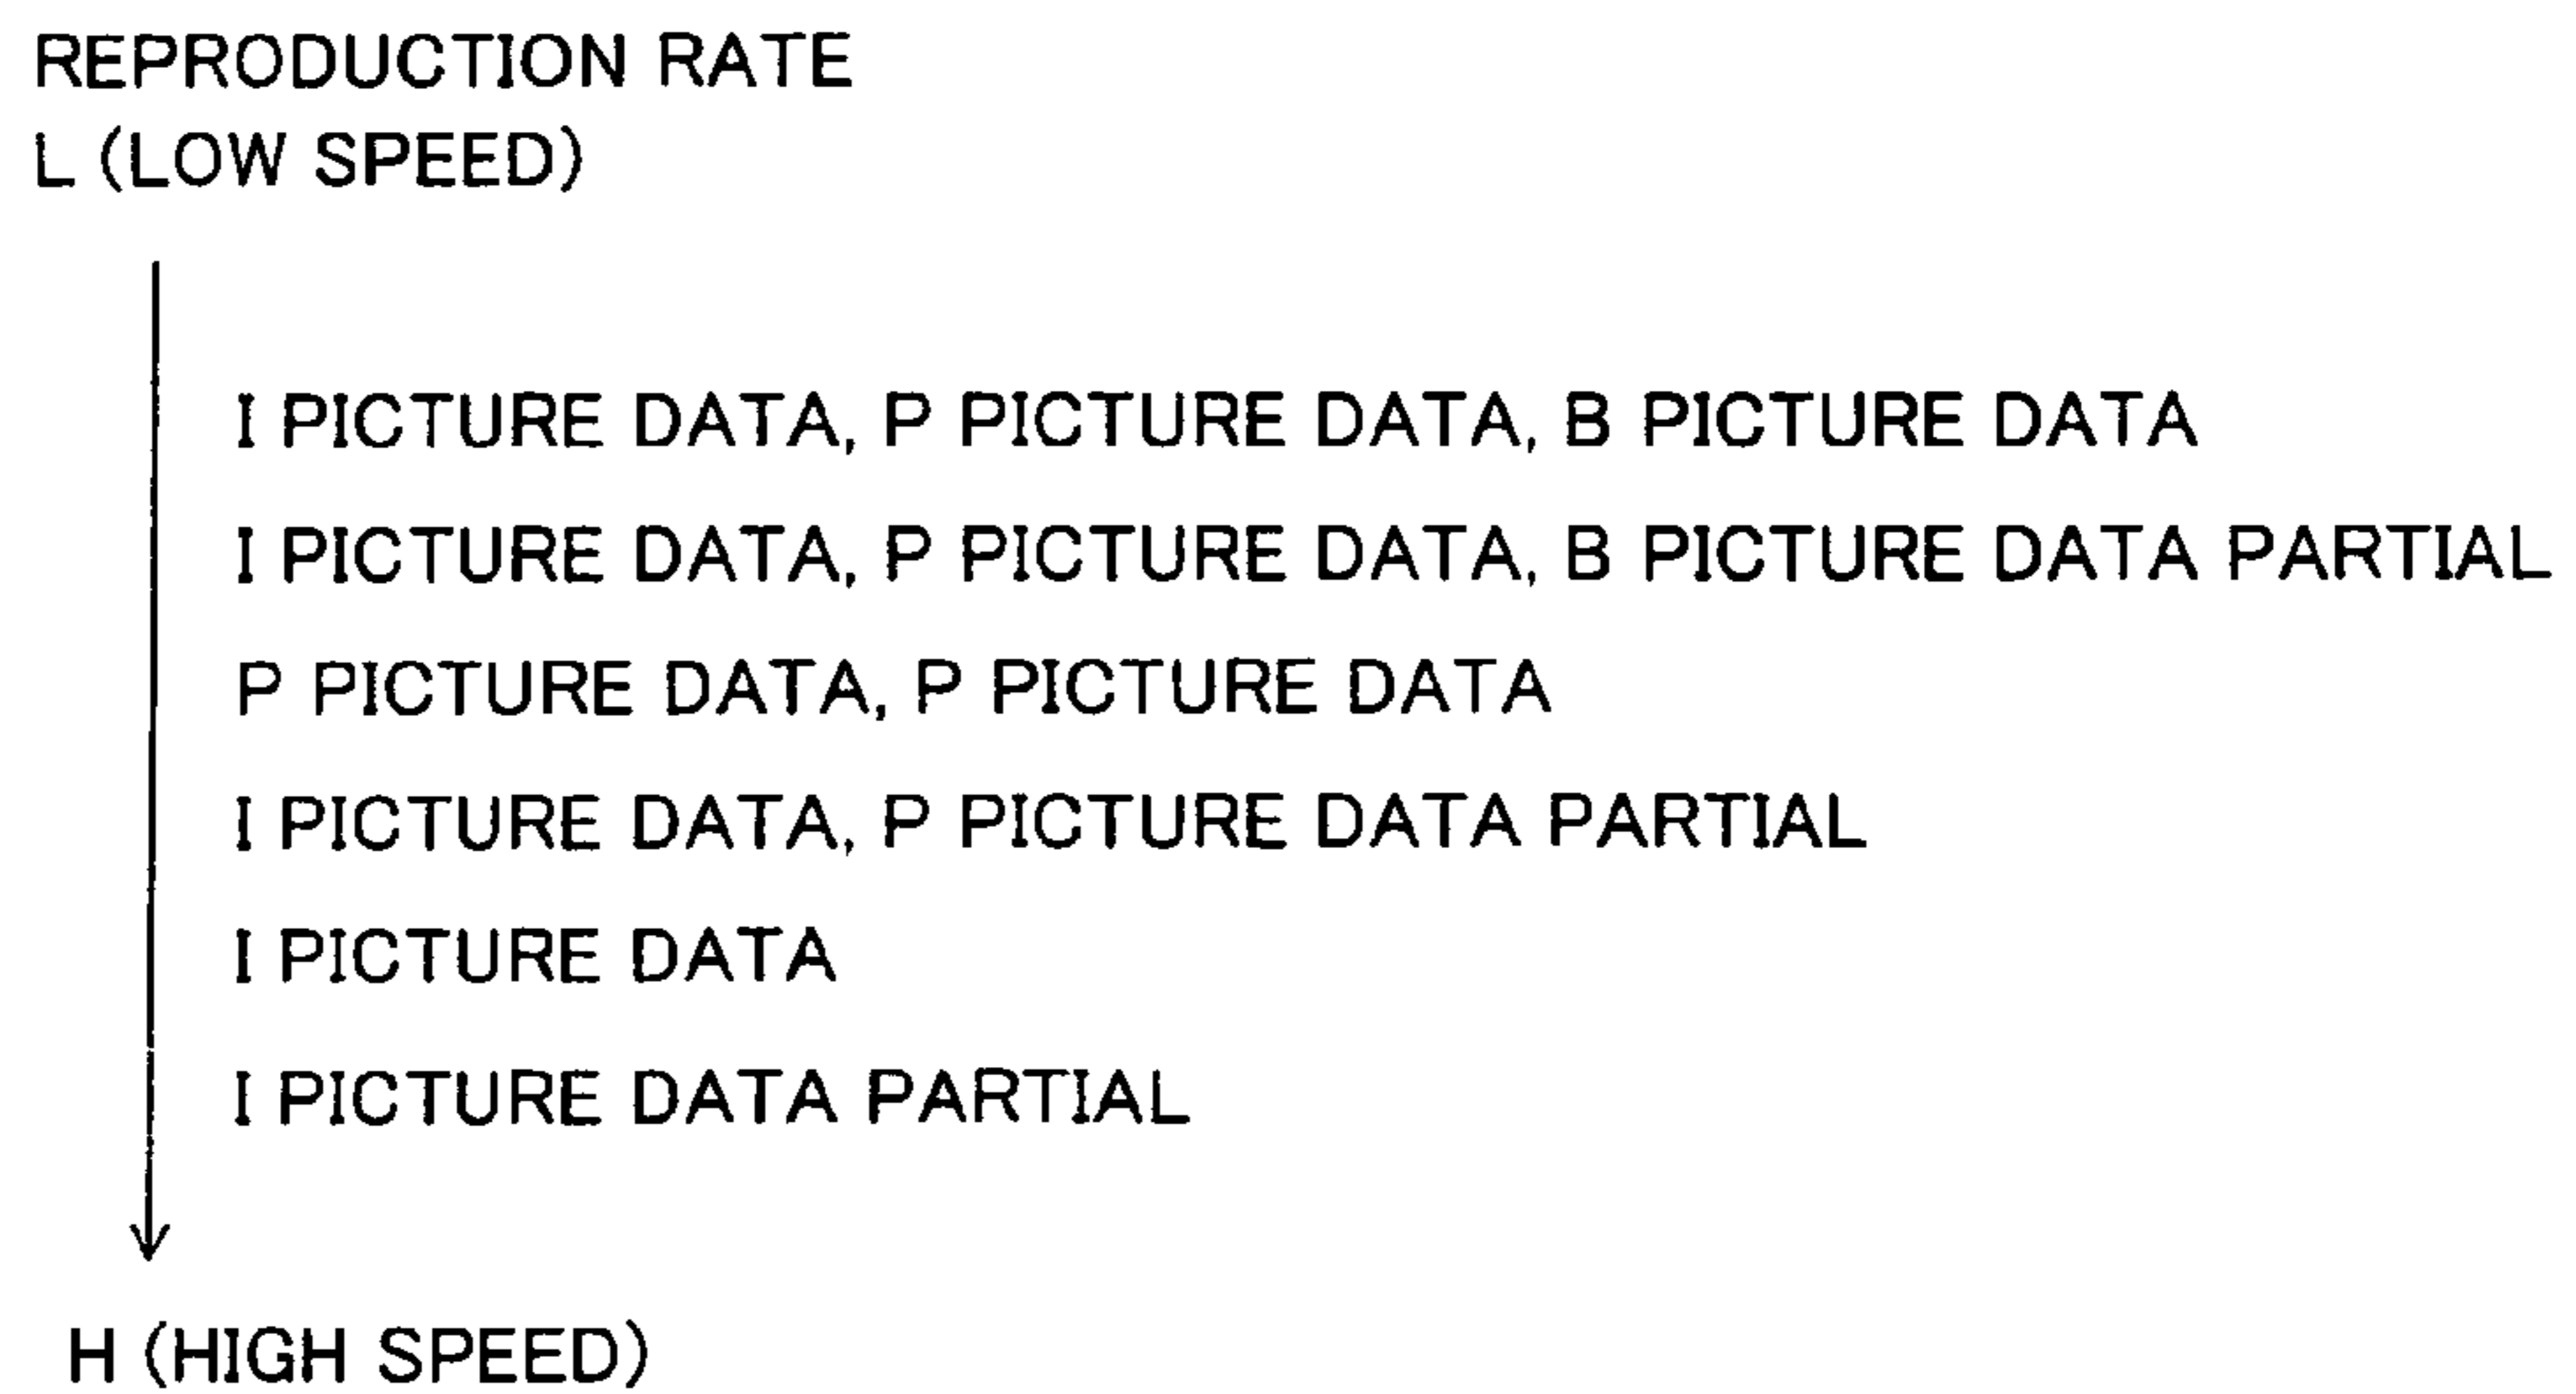 REPRODUCTION RATE
L (LOW SPEED)
I PICTURE DATA, P PICTURE DATA, B PICTURE DATA
I PICTURE DATA, P PICTURE DATA, B PICTURE DATA PARTIAL
P PICTURE DATA, P PICTURE DATA
I PICTURE DATA, P PICTURE DATA PARTIAL
I PICTURE DATA
I PICTURE DATA PARTIAL
H (HIGH SPEED)